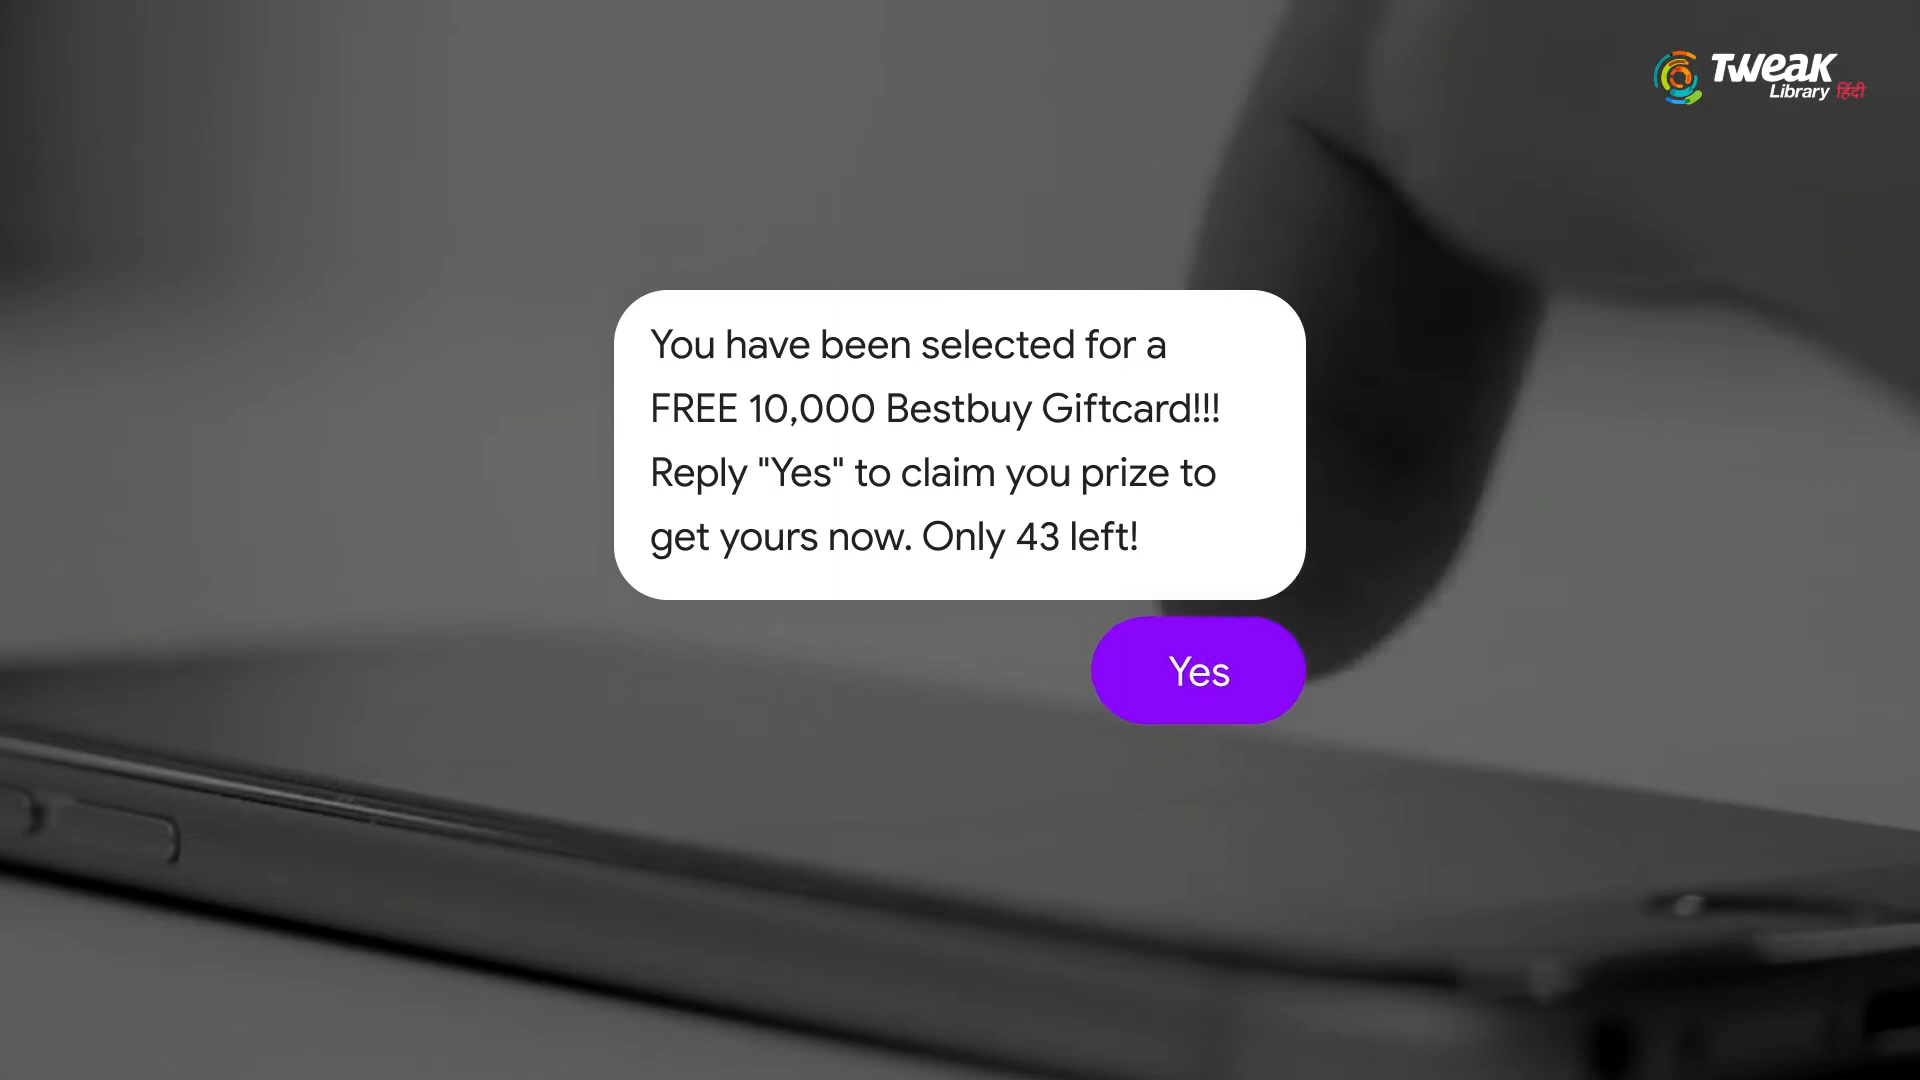 Tweak
Library हिंदी
You have been selected for a
FREE 10,000 Bestbuy Giftcard!!!
Reply "Yes" to claim you prize to
get yours now. Only 43 left!
Yes